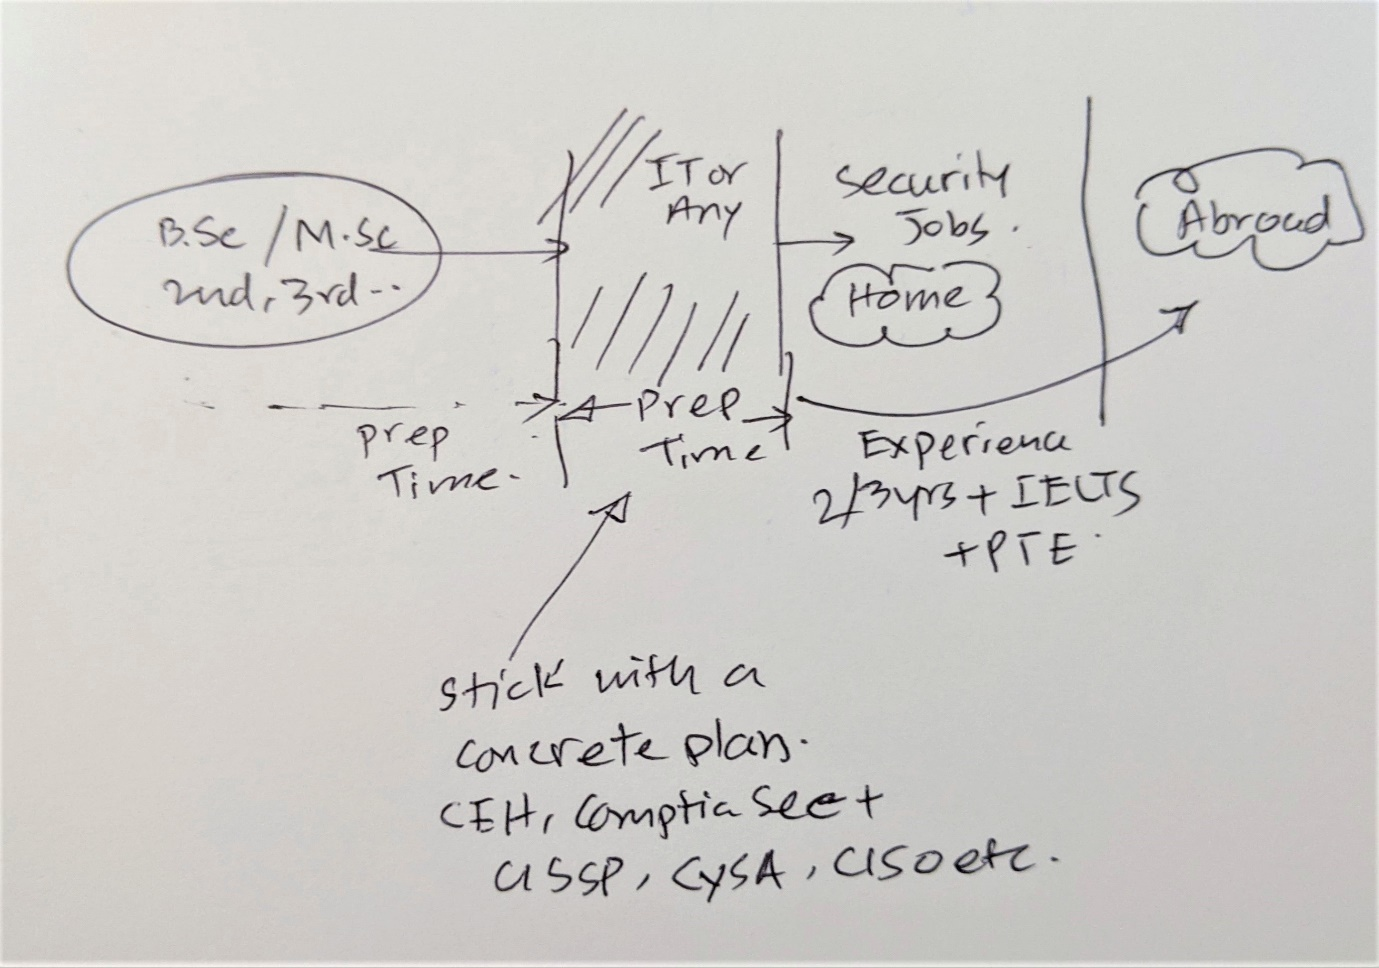 B.Sc / M.Sc
2nd, 3rd--
IT or
Any
Security
Jobs.
Home
Abroad
prep
Time.
Prep
Time
Experience
2/3yrs + IELTS
+PTE.
stick with a
concrete plan.
CEH, Comptia Sec+
CISSP, CySA, CISO etc.